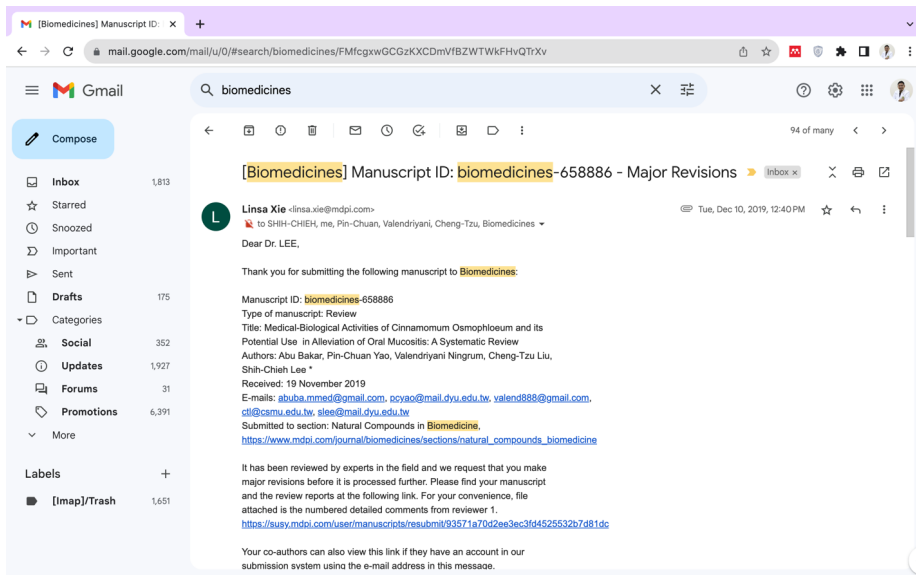 [Biomedicines] Manuscript ID:
mail.google.com/mail/u/0/#search/biomedicines/FMfcgxwGCGzKXCDmVfBZWTWkFHvQTrXv
Gmail
biomedicines
Compose
94 of many
Inbox 1,813
Starred
Snoozed
Important
Sent
Drafts 175
Categories
Social 352
Updates 1,927
Forums 31
Promotions 6,391
More
Labels
[Imap]/Trash 1,651
[Biomedicines] Manuscript ID: biomedicines-658886 - Major Revisions Inbox ×
L
Linsa Xie <linsa.xie@mdpi.com> Tue, Dec 10, 2019, 12:40 PM
to SHIH-CHIEH, me, Pin-Chuan, Valendriyani, Cheng-Tzu, Biomedicines
Dear Dr. LEE,
Thank you for submitting the following manuscript to Biomedicines:
Manuscript ID: biomedicines-658886
Type of manuscript: Review
Title: Medical-Biological Activities of Cinnamomum Osmophloeum and its
Potential Use in Alleviation of Oral Mucositis: A Systematic Review
Authors: Abu Bakar, Pin-Chuan Yao, Valendriyani Ningrum, Cheng-Tzu Liu,
Shih-Chieh Lee *
Received: 19 November 2019
E-mails: abuba.mmed@gmail.com, pcyao@mail.dyu.edu.tw, valend888@gmail.com,
ctl@csmu.edu.tw, slee@mail.dyu.edu.tw
Submitted to section: Natural Compounds in Biomedicine,
https://www.mdpi.com/journal/biomedicines/sections/natural_compounds_biomedicine
It has been reviewed by experts in the field and we request that you make
major revisions before it is processed further. Please find your manuscript
and the review reports at the following link. For your convenience, file
attached is the numbered detailed comments from reviewer 1.
https://susy.mdpi.com/user/manuscripts/resubmit/93571a70d2ee3ec3fd4525532b7d81dc
Your co-authors can also view this link if they have an account in our
submission system using the e-mail address in this message.